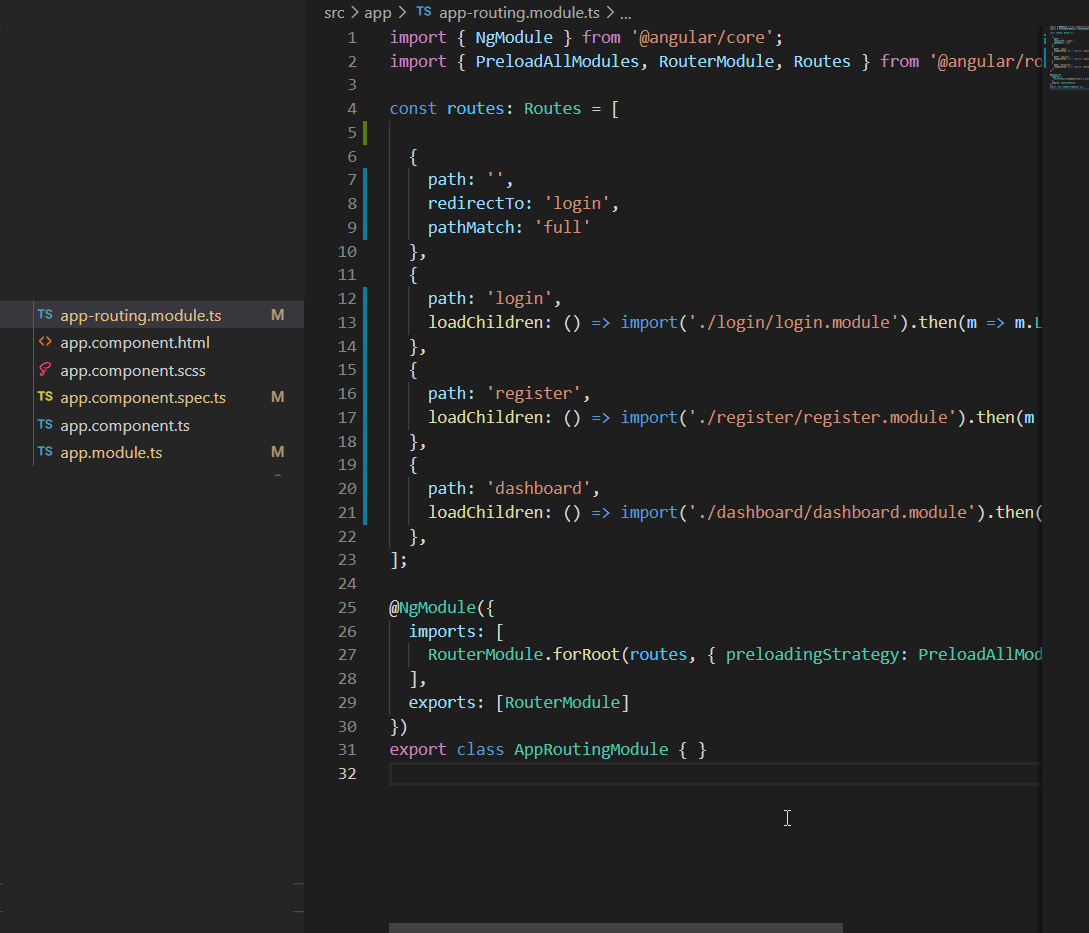 src > app > TS app-routing.module.ts > ...
TS app-routing.module.ts M
<> app.component.html
app.component.scss
TS app.component.spec.ts M
TS app.component.ts
TS app.module.ts M
1 import { NgModule } from '@angular/core';
2 import { PreloadAllModules, RouterModule, Routes } from '@angular/ro
3
4 const routes: Routes = [
5
6 {
7 path: '',
8 redirectTo: 'login',
9 pathMatch: 'full'
10 },
11 {
12 path: 'login',
13 loadChildren: () => import('./login/login.module').then(m => m.L
14 },
15 {
16 path: 'register',
17 loadChildren: () => import('./register/register.module').then(m
18 },
19 {
20 path: 'dashboard',
21 loadChildren: () => import('./dashboard/dashboard.module').then(
22 },
23 ];
24
25 @NgModule({
26 imports: [
27 RouterModule.forRoot(routes, { preloadingStrategy: PreloadAllMod
28 ],
29 exports: [RouterModule]
30 })
31 export class AppRoutingModule { }
32